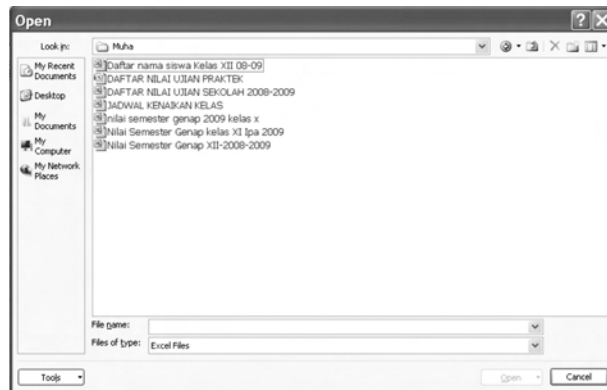 Open
Look in:
Muha
My Recent Documents
Desktop
My Documents
My Computer
My Network Places
Daftar nama siswa Kelas XII 08-09
DAFTAR NILAI UJIAN PRAKTEK
DAFTAR NILAI UJIAN SEKOLAH 2008-2009
JADWAL KENAIKAN KELAS
nilai semester genap 2009 kelas x
Nilai Semester Genap kelas XI Ipa 2009
Nilai Semester Genap XII-2008-2009
File name:
Files of type:
Excel Files
Tools
Open
Cancel